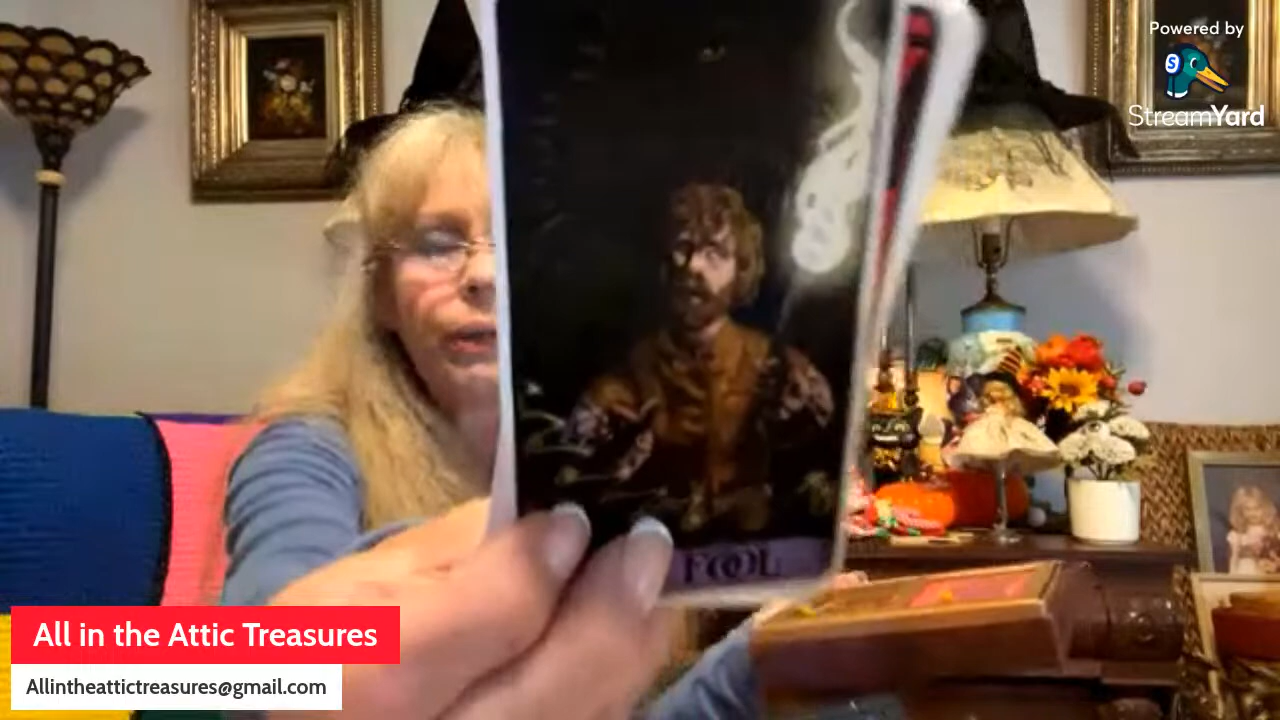 Powered by
StreamYard
S
FOOL
All in the Attic Treasures
Allintheattictreasures@gmail.com